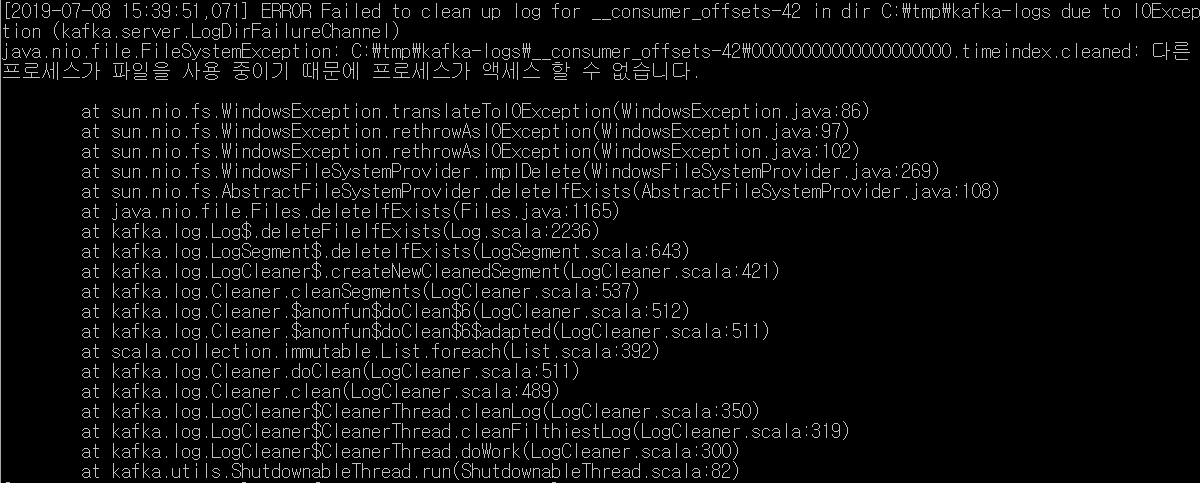 [2019-07-08 15:39:51,071] ERROR Failed to clean up log for __consumer_offsets-42 in dir C:₩tmp₩kafka-logs due to IOExcep
tion (kafka.server.LogDirFailureChannel)
java.nio.file.FileSystemException: C:₩tmp₩kafka-logs₩__consumer_offsets-42₩00000000000000000000.timeindex.cleaned: 다른
프로세스가 파일을 사용 중이기 때문에 프로세스가 액세스 할 수 없습니다.
at sun.nio.fs.WindowsException.translateToIOException(WindowsException.java:86)
at sun.nio.fs.WindowsException.rethrowAsIOException(WindowsException.java:97)
at sun.nio.fs.WindowsException.rethrowAsIOException(WindowsException.java:102)
at sun.nio.fs.WindowsFileSystemProvider.implDelete(WindowsFileSystemProvider.java:269)
at sun.nio.fs.AbstractFileSystemProvider.deleteIfExists(AbstractFileSystemProvider.java:108)
at java.nio.file.Files.deleteIfExists(Files.java:1165)
at kafka.log.Log$.deleteFileIfExists(Log.scala:2236)
at kafka.log.LogSegment$.deleteIfExists(LogSegment.scala:643)
at kafka.log.LogCleaner$.createNewCleanedSegment(LogCleaner.scala:421)
at kafka.log.Cleaner.cleanSegments(LogCleaner.scala:537)
at kafka.log.Cleaner.$anonfun$doClean$6(LogCleaner.scala:512)
at kafka.log.Cleaner.$anonfun$doClean$6$adapted(LogCleaner.scala:511)
at scala.collection.immutable.List.foreach(List.scala:392)
at kafka.log.Cleaner.doClean(LogCleaner.scala:511)
at kafka.log.Cleaner.clean(LogCleaner.scala:489)
at kafka.log.LogCleaner$CleanerThread.cleanLog(LogCleaner.scala:350)
at kafka.log.LogCleaner$CleanerThread.cleanFilthiestLog(LogCleaner.scala:319)
at kafka.log.LogCleaner$CleanerThread.doWork(LogCleaner.scala:300)
at kafka.utils.ShutdownableThread.run(ShutdownableThread.scala:82)